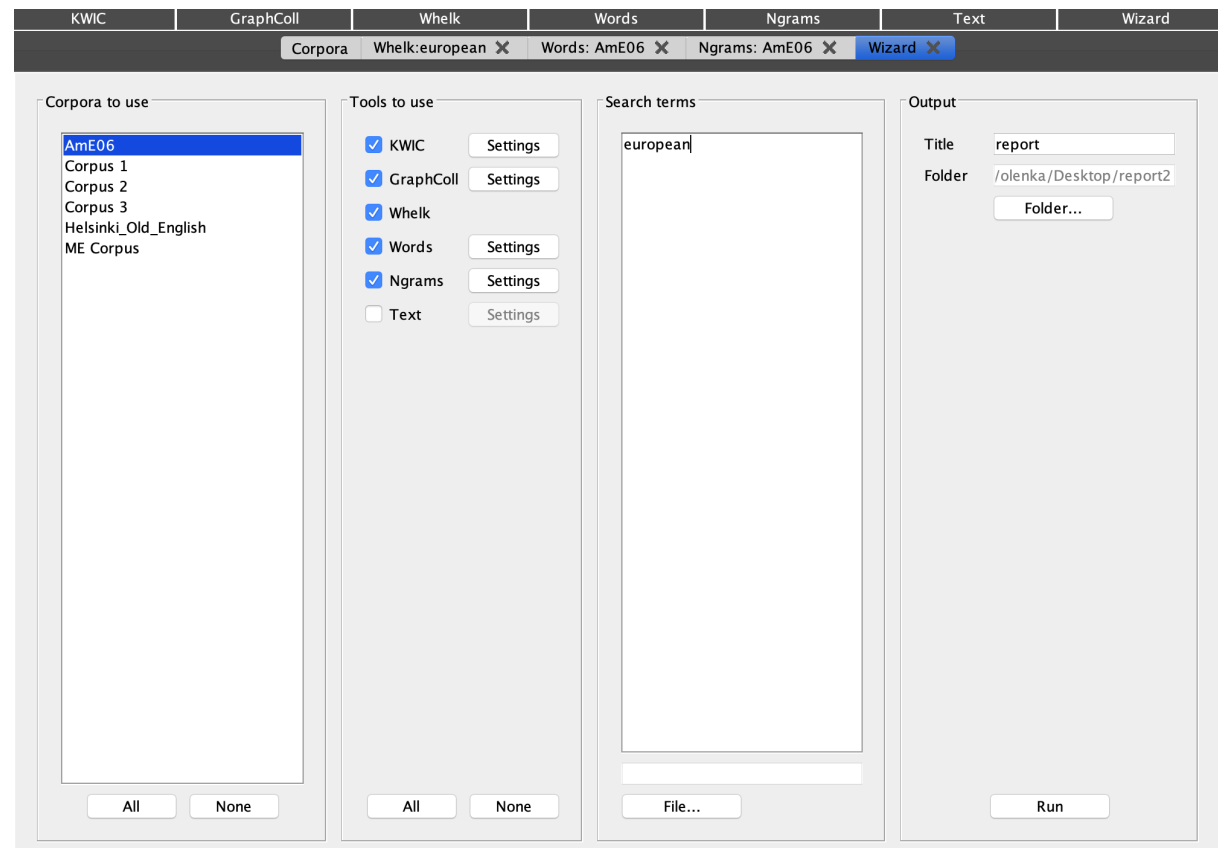 KWIC GraphColl Whelk Words Ngrams Text Wizard
Corpora Whelk:european Words: AmE06 Ngrams: AmE06 Wizard
Corpora to use
AmE06
Corpus 1
Corpus 2
Corpus 3
Helsinki_Old_English
ME Corpus
All None
Tools to use
KWIC Settings
GraphColl Settings
Whelk
Words Settings
Ngrams Settings
Text Settings
All None
Search terms
european
File...
Output
Title report
Folder /olenka/Desktop/report2
Folder...
Run